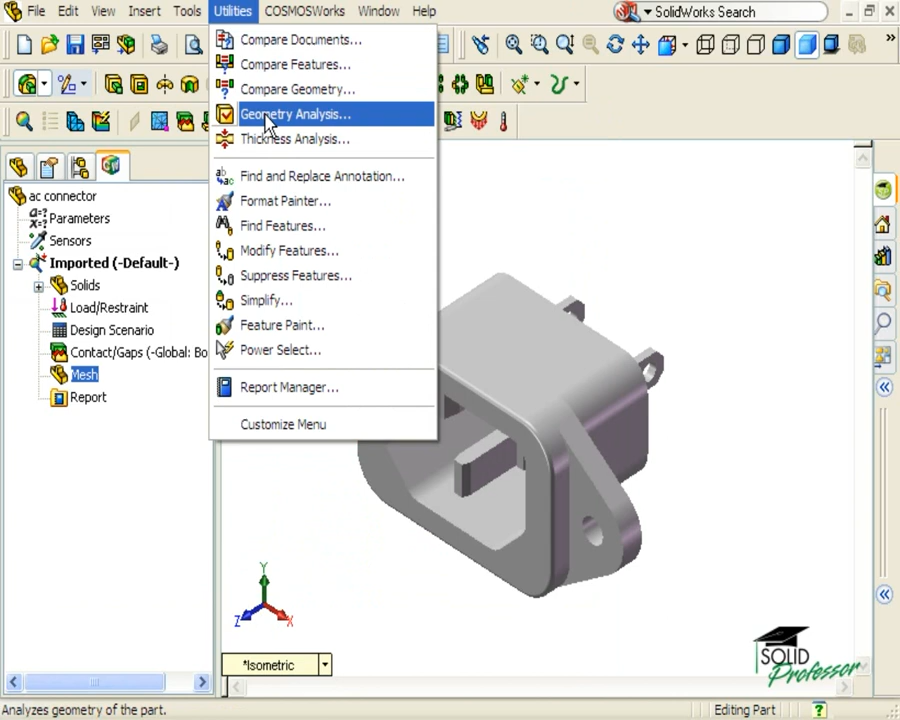 File Edit View Insert Tools Utilities COSMOSWorks Window Help SolidWorks Search
Compare Documents...
Compare Features...
Compare Geometry...
Geometry Analysis...
Thickness Analysis...
Find and Replace Annotation...
Format Painter...
Find Features...
Modify Features...
Suppress Features...
Simplify...
Feature Paint...
Power Select...
Report Manager...
Customize Menu
ac connector
Parameters
Sensors
Imported (-Default-)
Solids
Load/Restraint
Design Scenario
Contact/Gaps (-Global: Bo
Mesh
Report
Y
Z
X
*Isometric
SOLID
Professor
Analyzes geometry of the part.
Editing Part